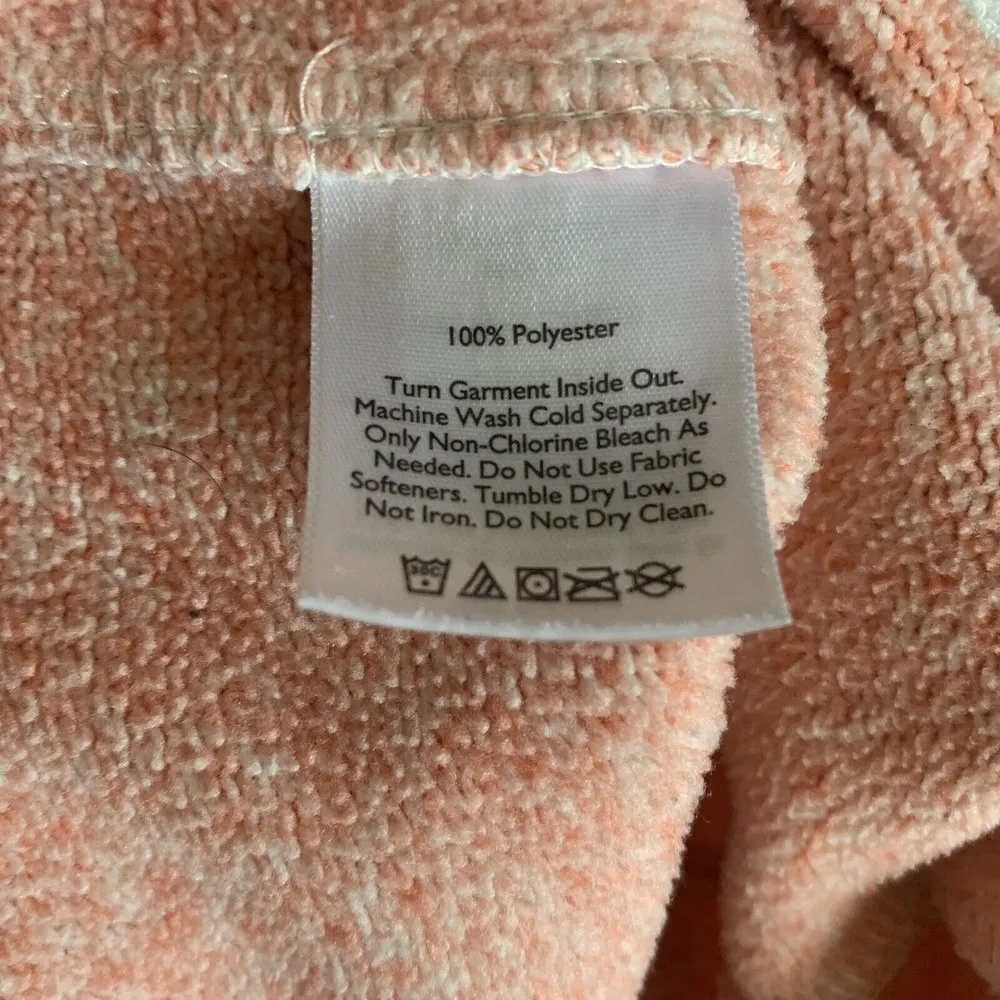 100% Polyester
Turn Garment Inside Out.
Machine Wash Cold Separately.
Only Non-Chlorine Bleach As
Needed. Do Not Use Fabric
Softeners. Tumble Dry Low. Do
Not Iron. Do Not Dry Clean.
30C